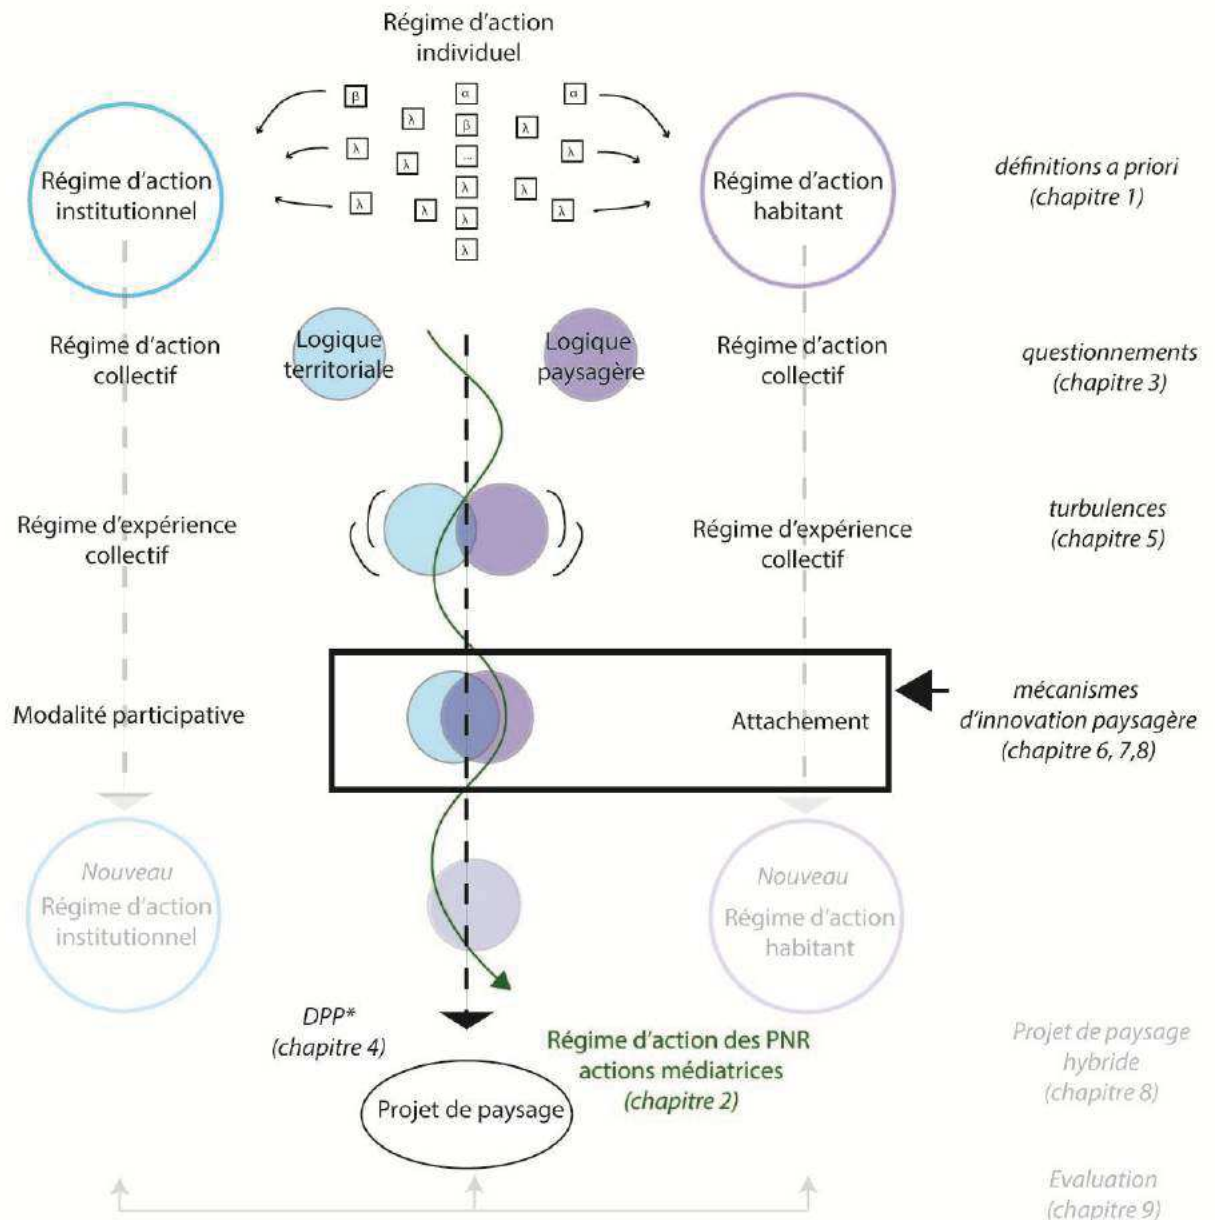 Régime d'action
individuel
β α α
λ β λ
λ λ ... λ
λ λ
λ λ λ λ
λ
Régime d'action
institutionnel
Régime d'action
habitant
définitions a priori
(chapitre 1)
Régime d'action
collectif
Logique
territoriale
Logique
paysagère
Régime d'action
collectif
questionnements
(chapitre 3)
Régime d'expérience
collectif
Régime d'expérience
collectif
turbulences
(chapitre 5)
Modalité participative
Attachement
mécanismes
d'innovation paysagère
(chapitre 6, 7,8)
Nouveau
Régime d'action
institutionnel
Nouveau
Régime d'action
habitant
DPP*
(chapitre 4)
Régime d'action des PNR
actions médiatrices
(chapitre 2)
Projet de paysage
hybride
(chapitre 8)
Projet de paysage
Evaluation
(chapitre 9)